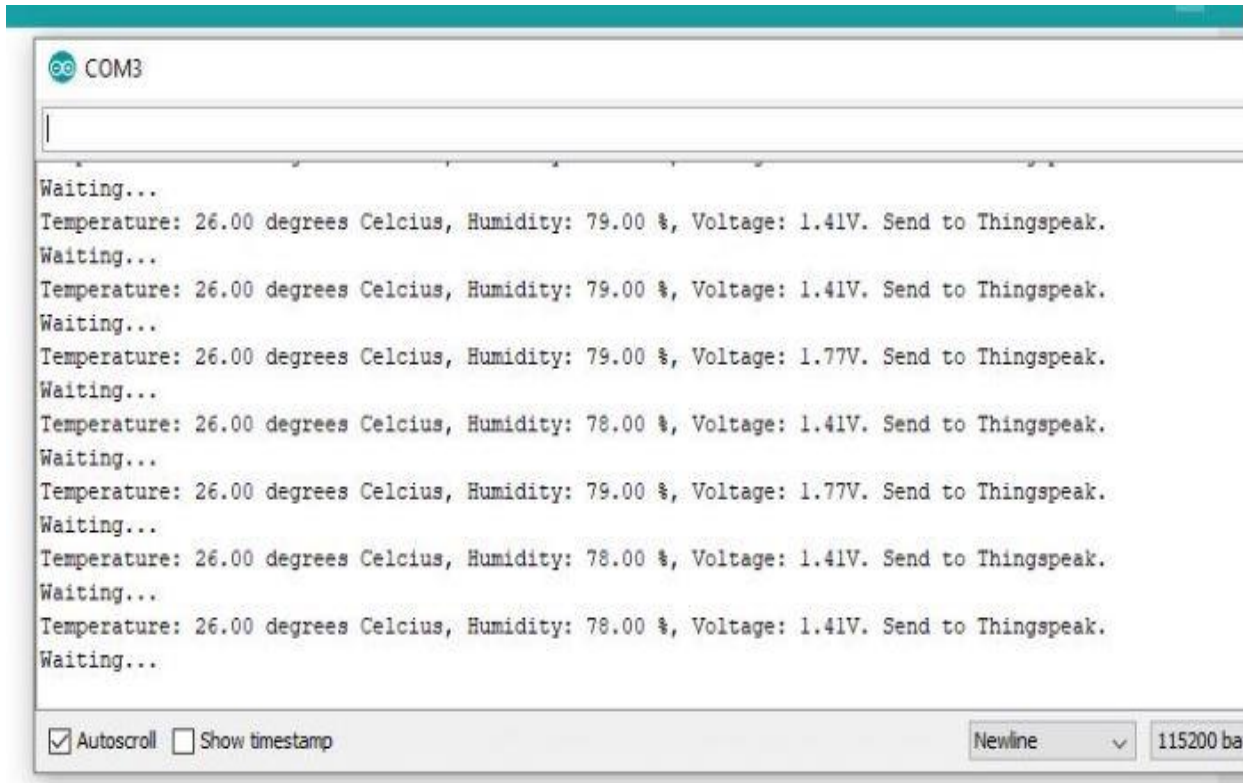 COM3
Waiting...
Temperature: 26.00 degrees Celcius, Humidity: 79.00 %, Voltage: 1.41V. Send to Thingspeak.
Waiting...
Temperature: 26.00 degrees Celcius, Humidity: 79.00 %, Voltage: 1.41V. Send to Thingspeak.
Waiting...
Temperature: 26.00 degrees Celcius, Humidity: 79.00 %, Voltage: 1.77V. Send to Thingspeak.
Waiting...
Temperature: 26.00 degrees Celcius, Humidity: 78.00 %, Voltage: 1.41V. Send to Thingspeak.
Waiting...
Temperature: 26.00 degrees Celcius, Humidity: 79.00 %, Voltage: 1.77V. Send to Thingspeak.
Waiting...
Temperature: 26.00 degrees Celcius, Humidity: 78.00 %, Voltage: 1.41V. Send to Thingspeak.
Waiting...
Temperature: 26.00 degrees Celcius, Humidity: 78.00 %, Voltage: 1.41V. Send to Thingspeak.
Waiting...
Autoscroll Show timestamp Newline 115200 ba